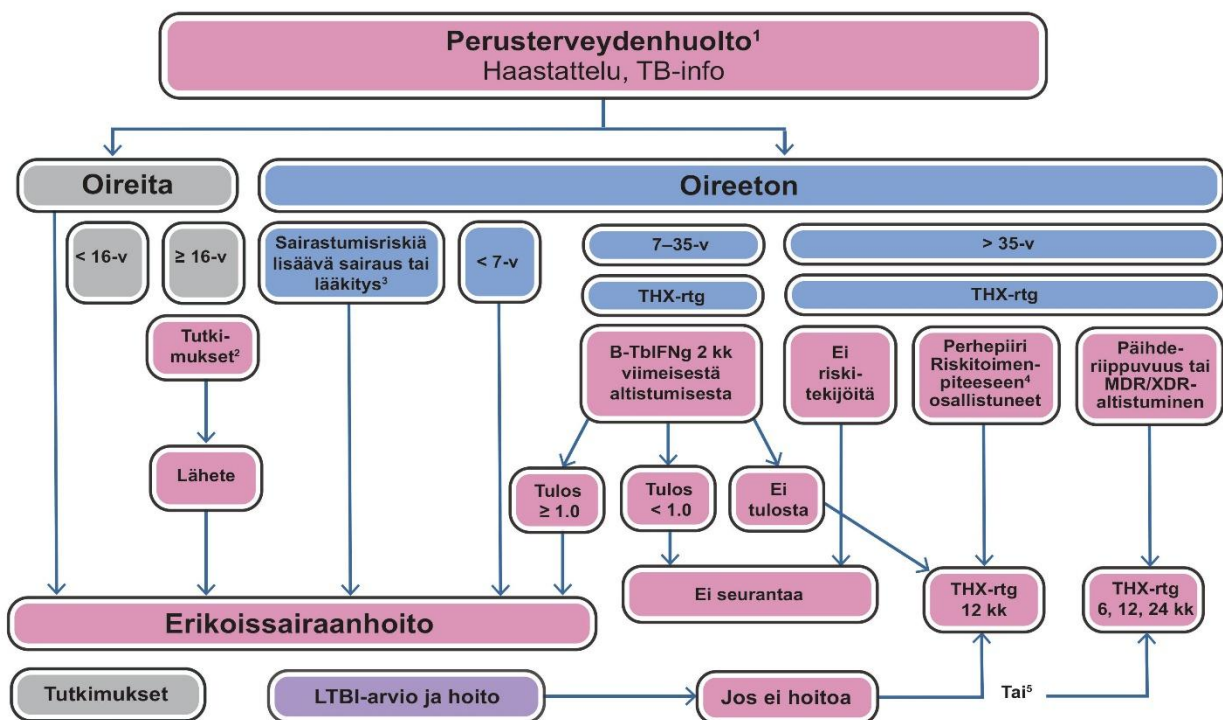 Perusterveydenhuolto¹
Haastattelu, TB-info
Oireita
Oireeton
< 16-v
≥ 16-v
Sairastumisriskiä
lisäävä sairaus tai
lääkitys³
< 7-v
7–35-v
> 35-v
THX-rtg
THX-rtg
Tutki-
mukset²
B-TbIFNg 2 kk
viimeisestä
altistumisesta
Ei
riski-
tekijöitä
Perhepiiri
Riskitoimen-
piteeseen⁴
osallistuneet
Päihde-
riippuvuus tai
MDR/XDR-
altistuminen
Lähete
Tulos
≥ 1.0
Tulos
< 1.0
Ei
tulosta
Erikoissairaanhoito
Ei seurantaa
THX-rtg
12 kk
THX-rtg
6, 12, 24 kk
Tutkimukset
LTBI-arvio ja hoito
Jos ei hoitoa
Tai⁵